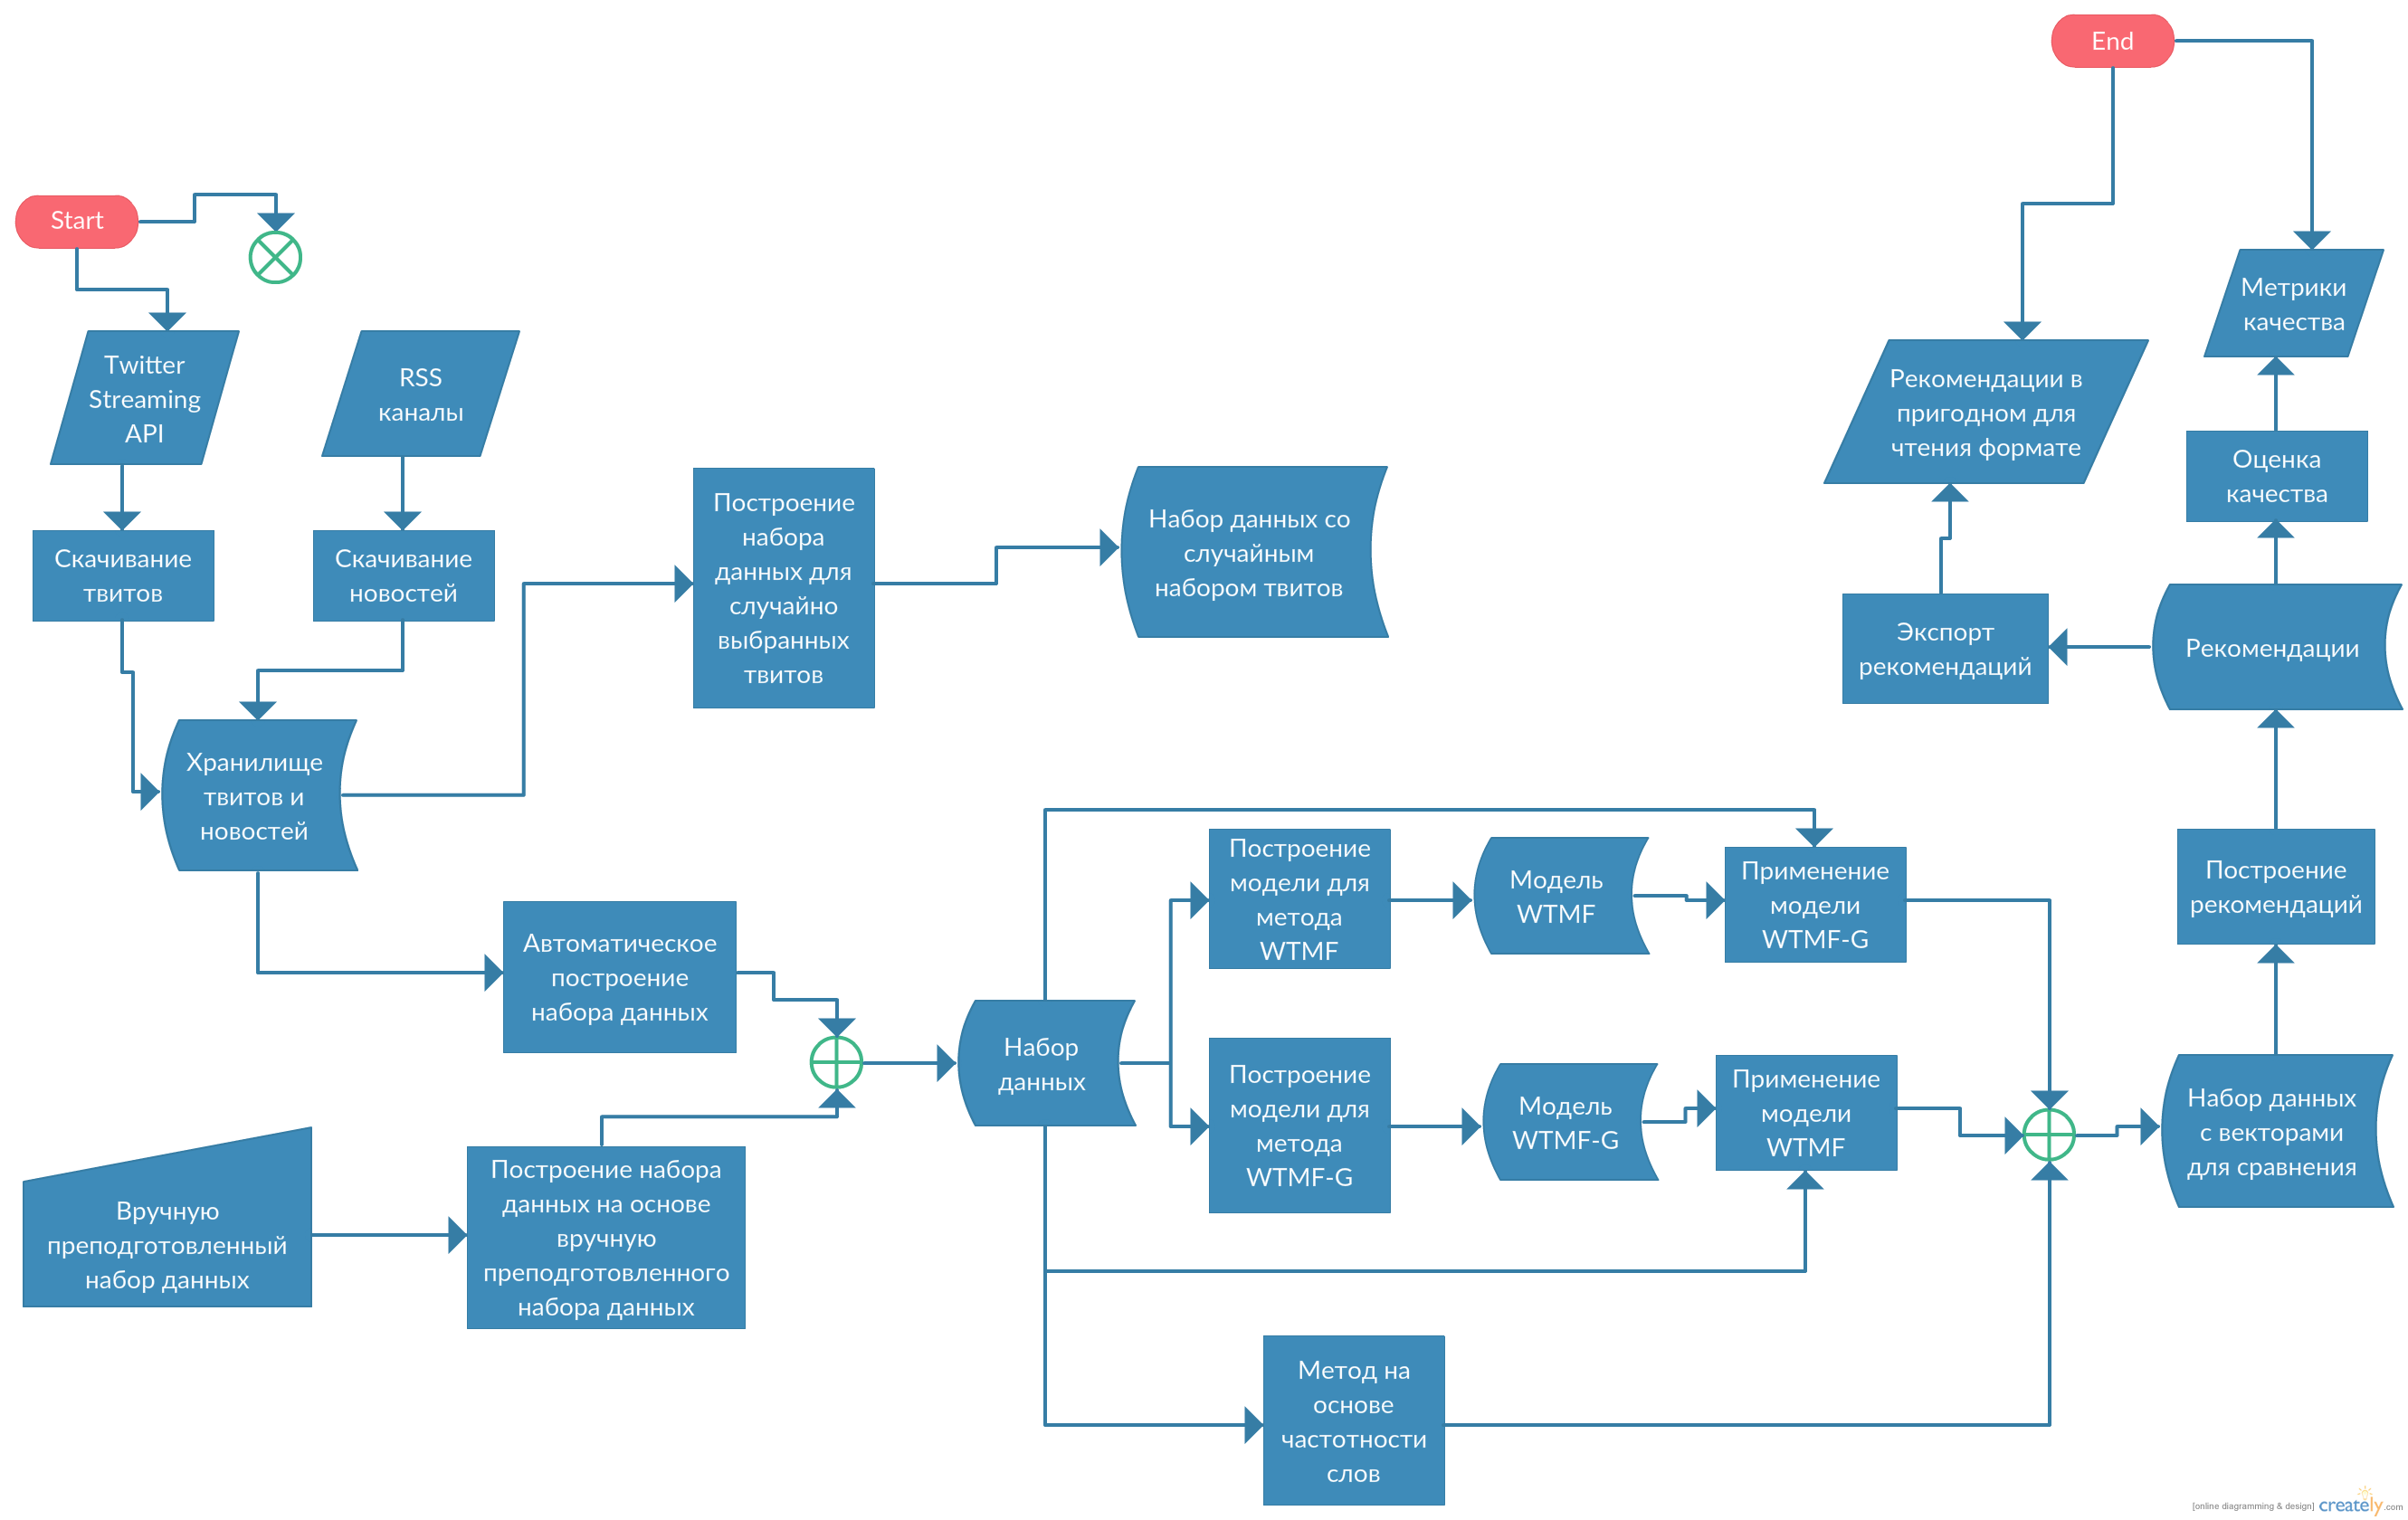 End
Start
Twitter
Streaming
API
RSS
каналы
Скачивание
твитов
Скачивание
новостей
Хранилище
твитов и
новостей
Построение
набора
данных для
случайно
выбранных
твитов
Набор данных со
случайным
набором твитов
Автоматическое
построение
набора данных
Вручную
преподготовленный
набор данных
Построение набора
данных на основе
вручную
преподготовленного
набора данных
Набор
данных
Построение
модели для
метода
WTMF
Модель
WTMF
Применение
модели
WTMF-G
Построение
модели для
метода
WTMF-G
Модель
WTMF-G
Применение
модели
WTMF
Метод на
основе
частотности
слов
Набор данных
с векторами
для сравнения
Построение
рекомендаций
Рекомендации
Экспорт
рекомендаций
Рекомендации в
пригодном для
чтения формате
Оценка
качества
Метрики
качества
[online diagramming & design] creately.com